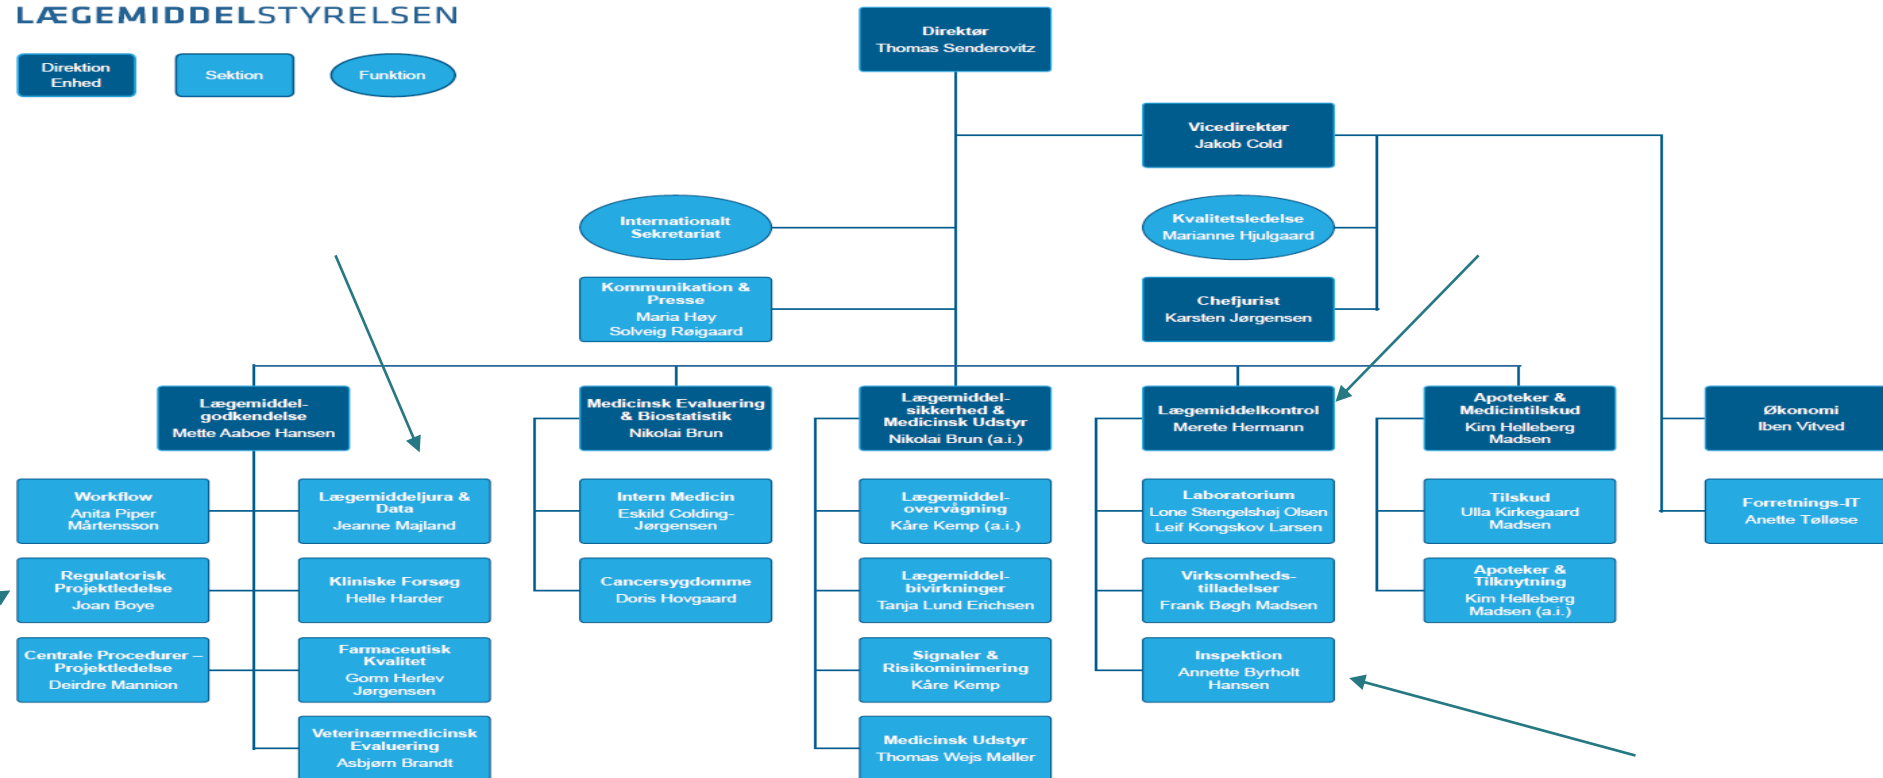 LÆGEMIDDELSTYRELSEN
Direktion
Enhed
Sektion
Funktion
Direktør
Thomas Senderovitz
Vicedirektør
Jakob Cold
Internationalt
Sekretariat
Kvalitetsledelse
Marianne Hjulgaard
Kommunikation &
Presse
Maria Høy
Solveig Røigaard
Chefjurist
Karsten Jørgensen
Lægemiddel-
godkendelse
Mette Aaboe Hansen
Medicinsk Evaluering
& Biostatistik
Nikolai Brun
Lægemiddel-
sikkerhed &
Medicinsk Udstyr
Nikolai Brun (a.i.)
Lægemiddelkontrol
Merete Hermann
Apoteker &
Medicintilskud
Kim Helleberg
Madsen
Økonomi
Iben Vitved
Workflow
Anita Piper
Mårtensson
Lægemiddeljura &
Data
Jeanne Majland
Intern Medicin
Eskild Colding-
Jørgensen
Lægemiddel-
overvågning
Kåre Kemp (a.i.)
Laboratorium
Lone Stengelshøj Olsen
Leif Kongskov Larsen
Tilskud
Ulla Kirkegaard
Madsen
Forretnings-IT
Anette Tølløse
Regulatorisk
Projektledelse
Joan Boye
Kliniske Forsøg
Helle Harder
Cancersygdomme
Doris Hovgaard
Lægemiddel-
bivirkninger
Tanja Lund Erichsen
Virksomheds-
tilladelser
Frank Bøgh Madsen
Apoteker &
Tilknytning
Kim Helleberg
Madsen (a.i.)
Centrale Procedurer –
Projektledelse
Deirdre Mannion
Farmaceutisk
Kvalitet
Gorm Herlev
Jørgensen
Signaler &
Risikominimering
Kåre Kemp
Inspektion
Annette Byrholt
Hansen
Veterinærmedicinsk
Evaluering
Asbjørn Brandt
Medicinsk Udstyr
Thomas Wejs Møller